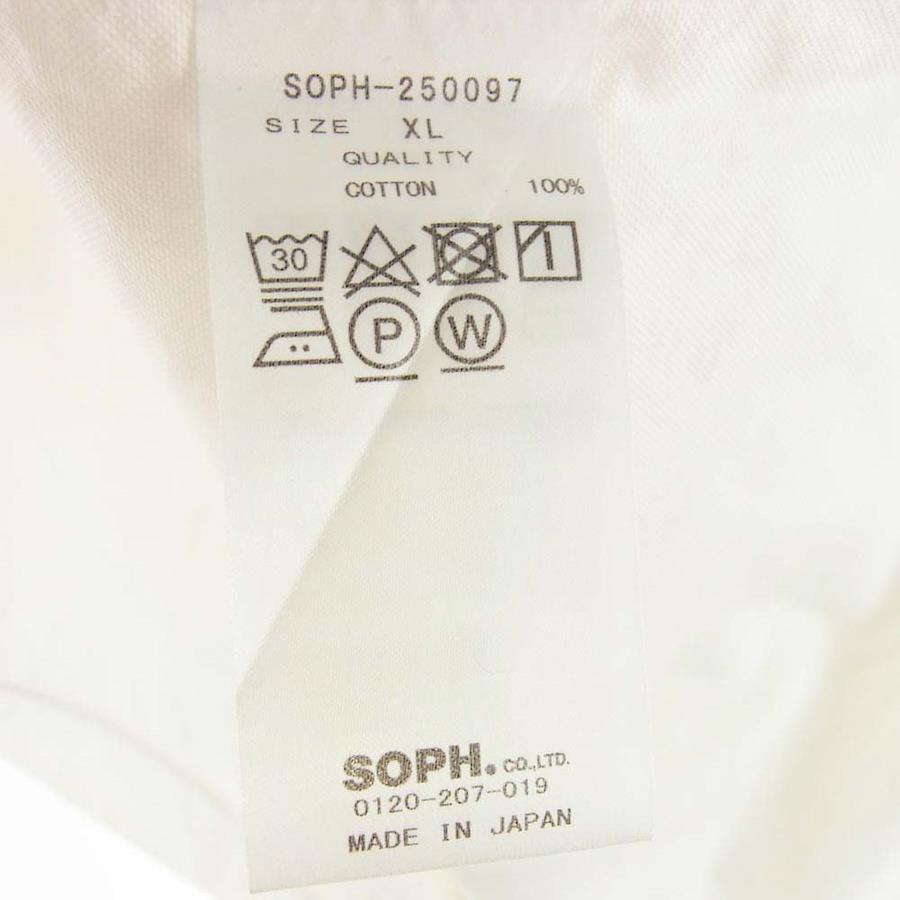 SOPH-250097
SIZE XL
QUALITY
COTTON 100%
30
P W
SOPH. CO.,LTD.
0120-207-019
MADE IN JAPAN